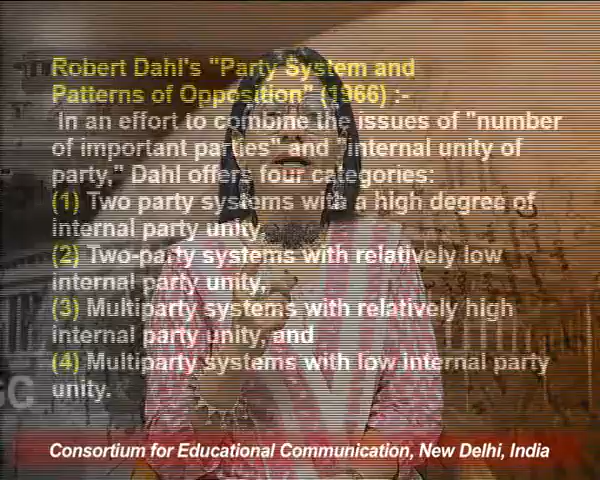 Robert Dahl's "Party System and
Patterns of Opposition" (1966) :-
In an effort to combine the issues of "number
of important parties" and "internal unity of
party," Dahl offers four categories:
(1) Two party systems with a high degree of
internal party unity,
(2) Two-party systems with relatively low
internal party unity,
(3) Multiparty systems with relatively high
internal party unity, and
(4) Multiparty systems with low internal party
unity.
Consortium for Educational Communication, New Delhi, India